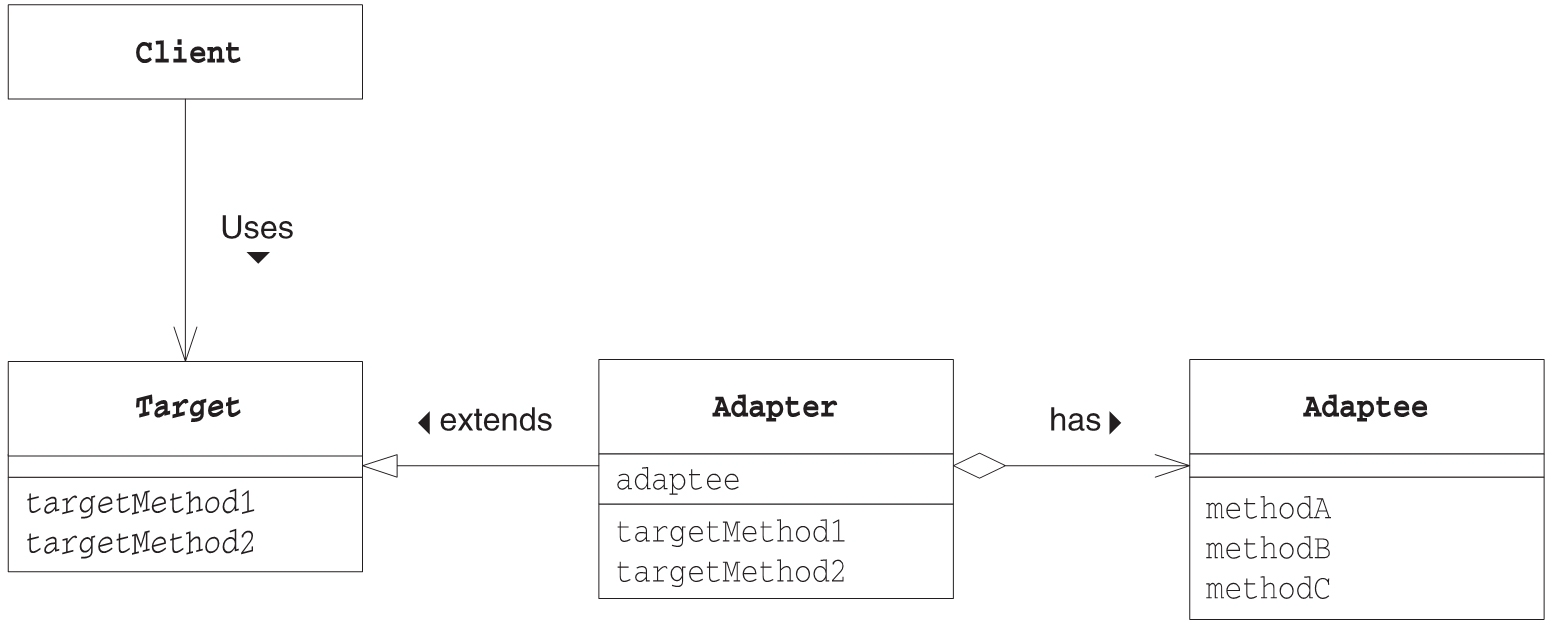 Client
Uses
Target
targetMethod1
targetMethod2
extends
Adapter
adaptee
targetMethod1
targetMethod2
has
Adaptee
methodA
methodB
methodC